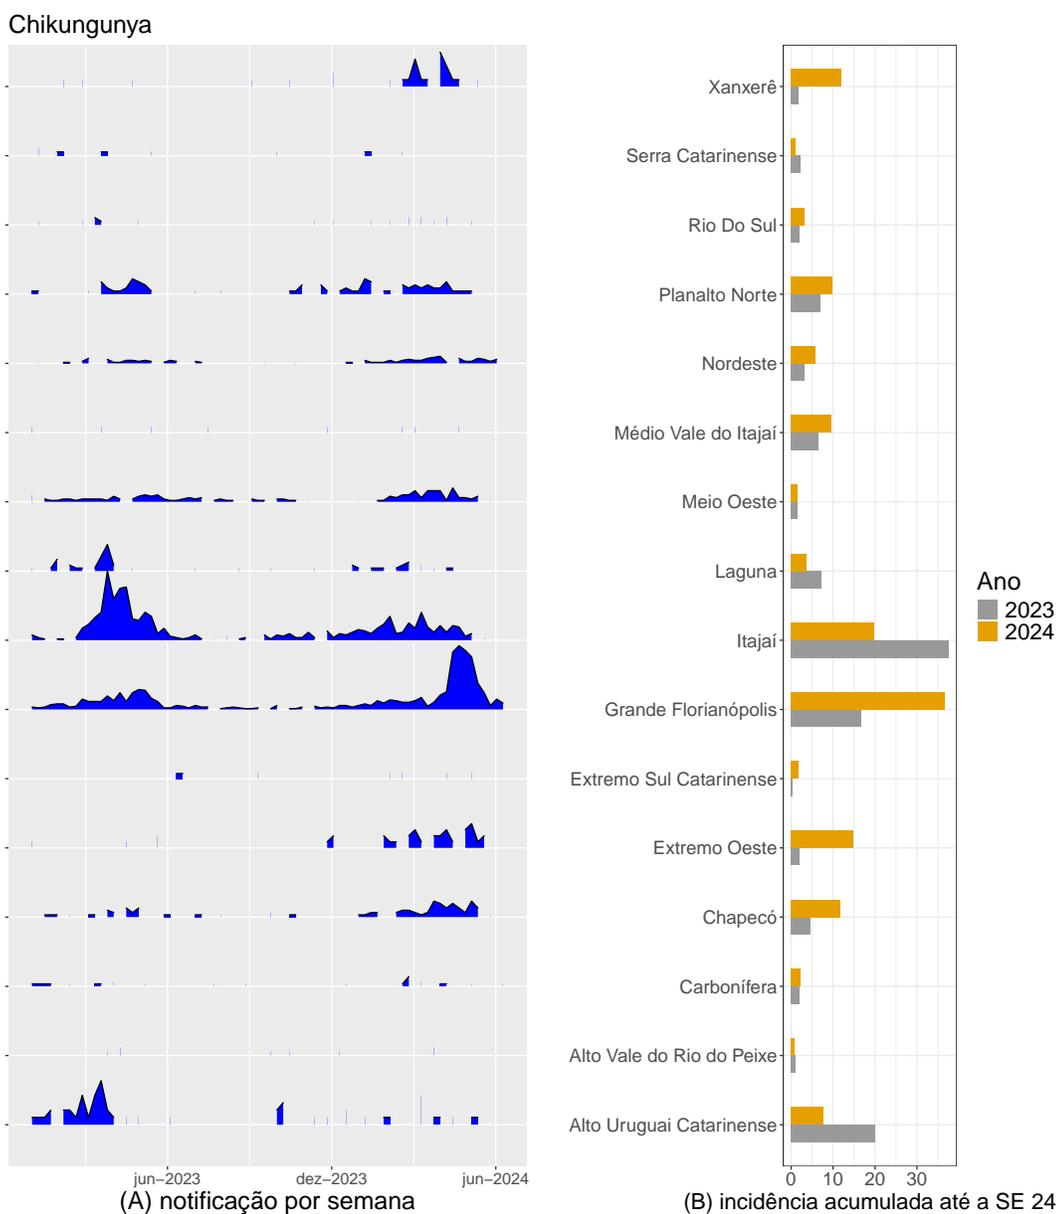 Chikungunya
Xanxerê
Serra Catarinense
Rio Do Sul
Planalto Norte
Nordeste
Médio Vale do Itajaí
Meio Oeste
Laguna
Itajaí
Grande Florianópolis
Extremo Sul Catarinense
Extremo Oeste
Chapecó
Carbonífera
Alto Vale do Rio do Peixe
Alto Uruguai Catarinense
jun−2023 dez−2023 jun−2024
(A) notificação por semana
0 10 20 30
(B) incidência acumulada até a SE 24
Ano
2023
2024